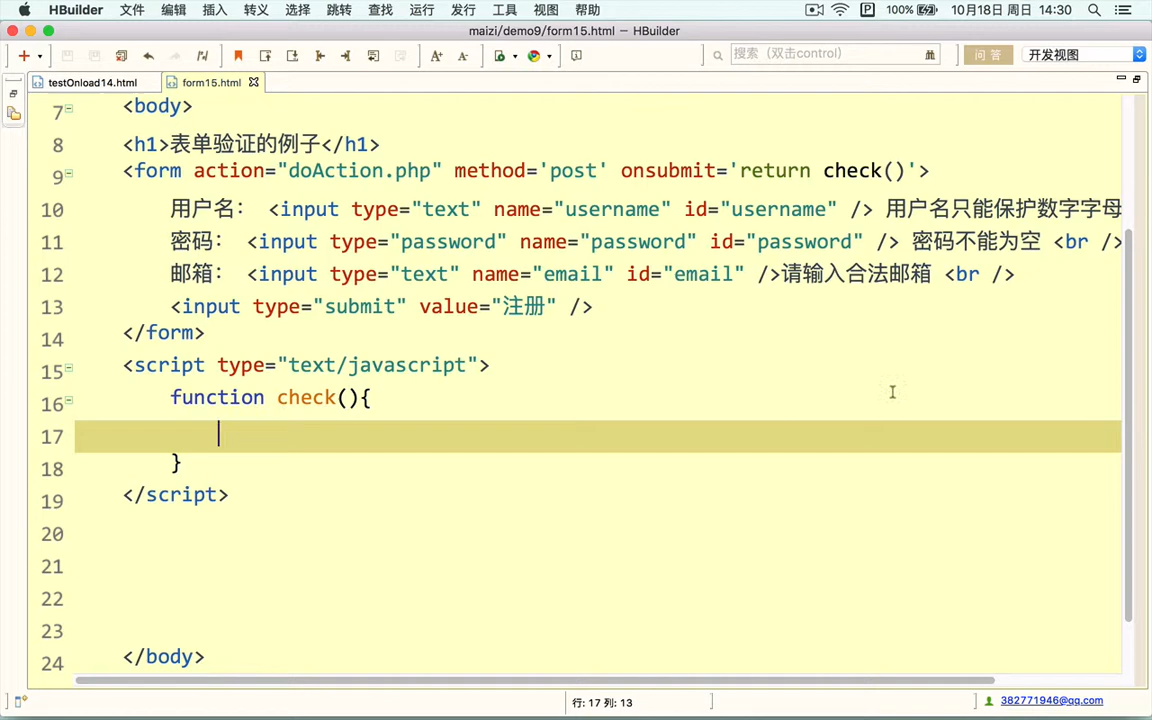 HBuilder 文件 编辑 插入 转义 选择 跳转 查找 运行 发行 工具 视图 帮助 100% 10月18日 周日 14:30
maizi/demo9/form15.html — HBuilder
搜索（双击control） 问 答 开发视图
testOnload14.html form15.html
7 <body>
8 <h1>表单验证的例子</h1>
9 <form action="doAction.php" method='post' onsubmit='return check()'>
10 用户名： <input type="text" name="username" id="username" /> 用户名只能保护数字字母
11 密码： <input type="password" name="password" id="password" /> 密码不能为空 <br />
12 邮箱： <input type="text" name="email" id="email" />请输入合法邮箱 <br />
13 <input type="submit" value="注册" />
14 </form>
15 <script type="text/javascript">
16 function check(){
17
18 }
19 </script>
20
21
22
23
24 </body>
行: 17 列: 13 382771946@qq.com